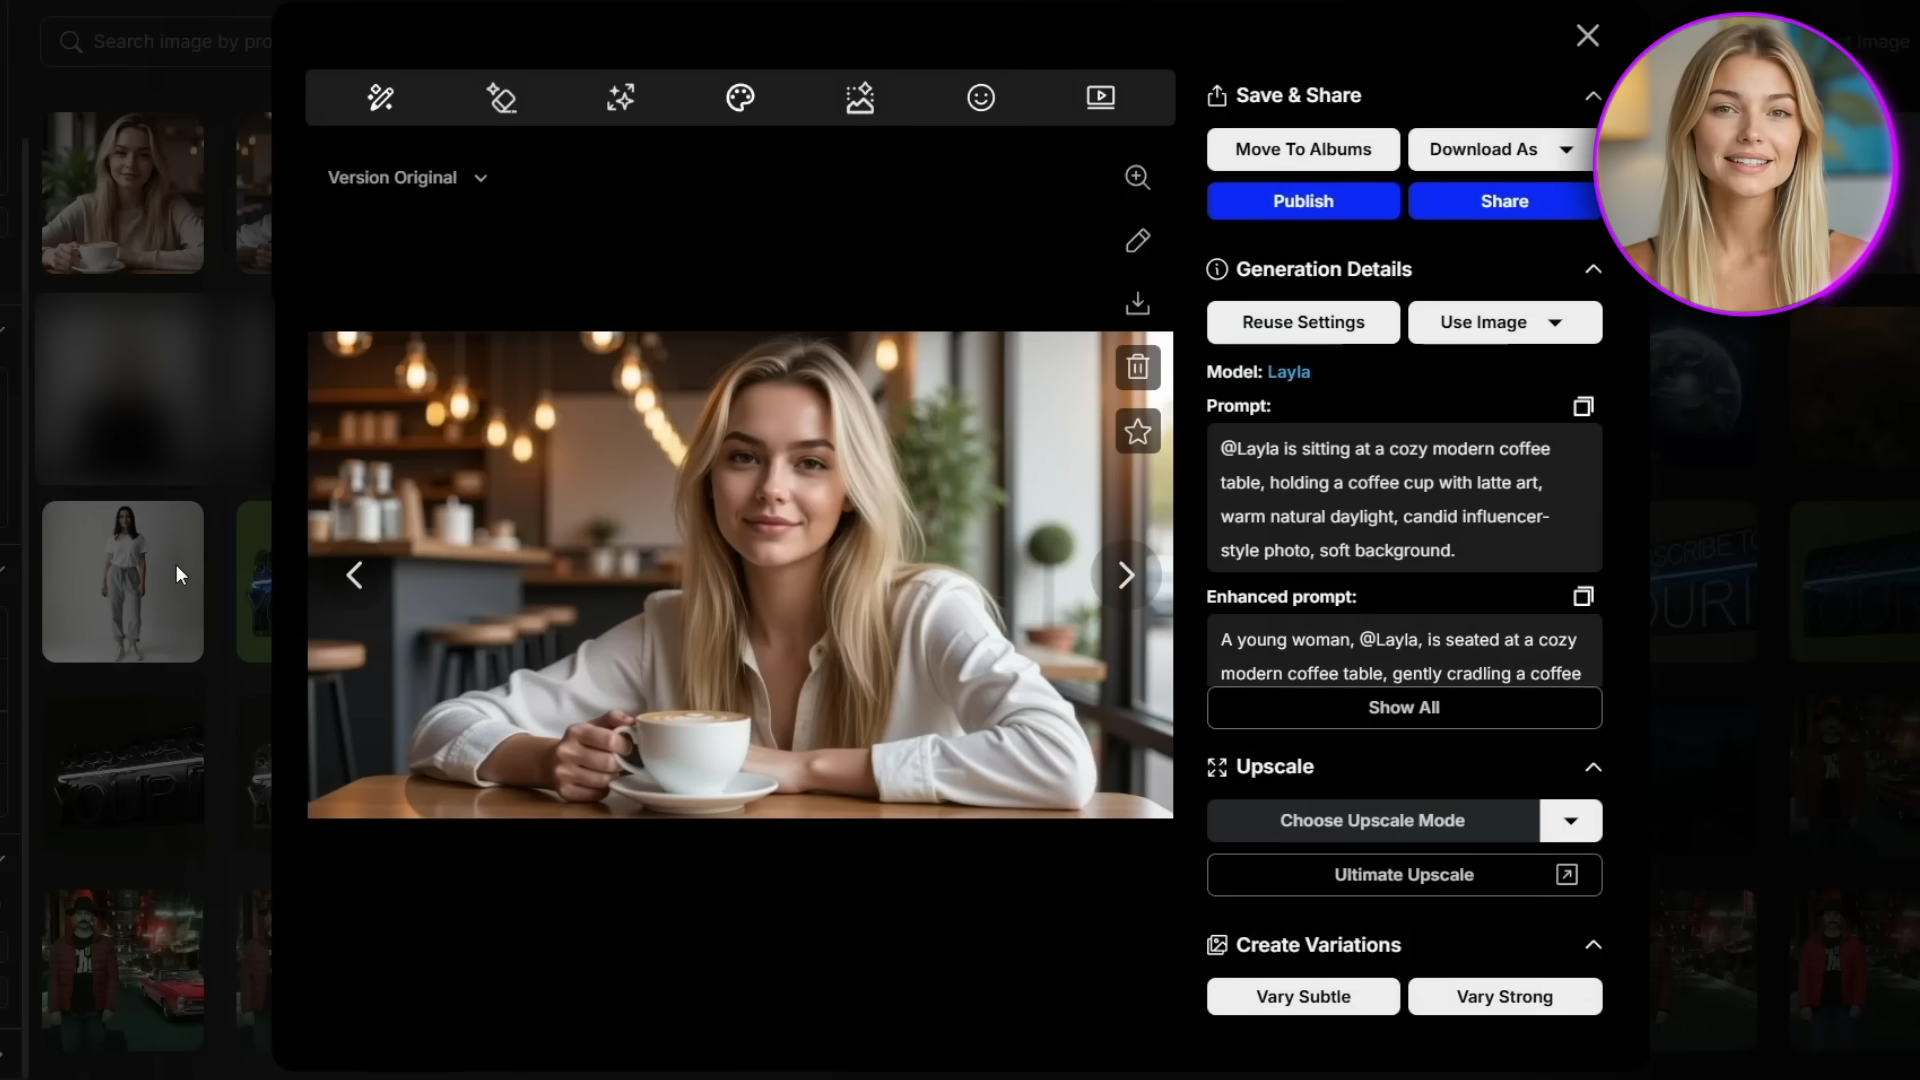 Search image by pro
Image
Save & Share
Move To Albums
Download As
Publish
Share
Version Original
Generation Details
Reuse Settings
Use Image
Model: Layla
Prompt:
@Layla is sitting at a cozy modern coffee
table, holding a coffee cup with latte art,
warm natural daylight, candid influencer-
style photo, soft background.
Enhanced prompt:
A young woman, @Layla, is seated at a cozy
modern coffee table, gently cradling a coffee
Show All
Upscale
Choose Upscale Mode
Ultimate Upscale
Create Variations
Vary Subtle
Vary Strong